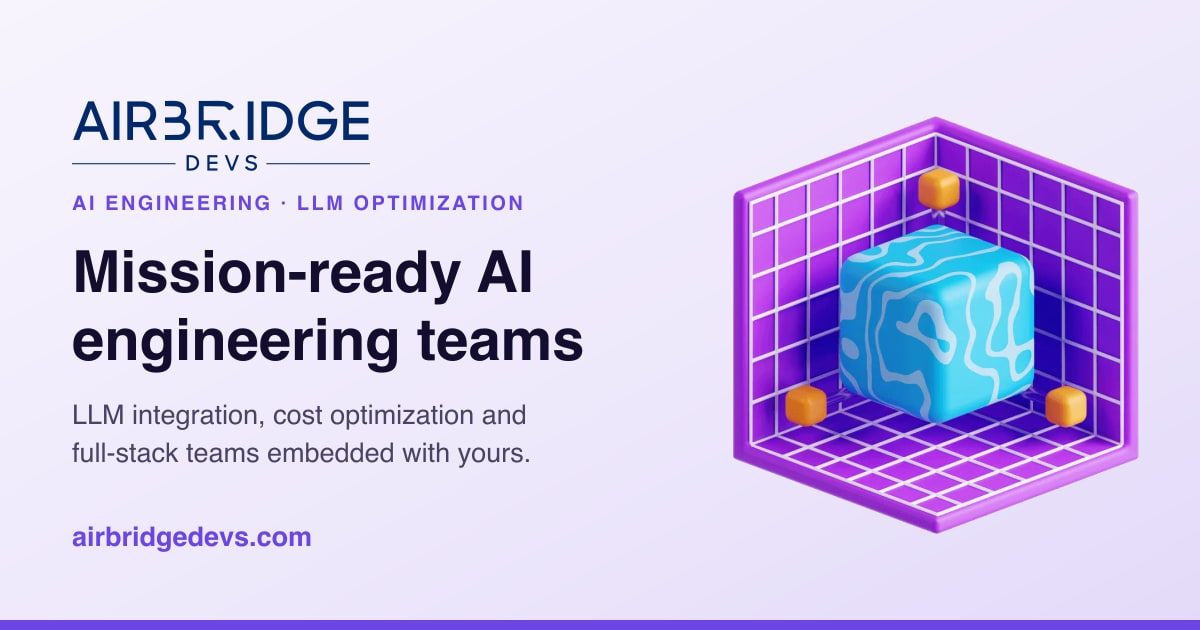 AIRBRIDGE
DEVS
AI ENGINEERING · LLM OPTIMIZATION
Mission-ready AI
engineering teams
LLM integration, cost optimization and
full-stack teams embedded with yours.
airbridgedevs.com